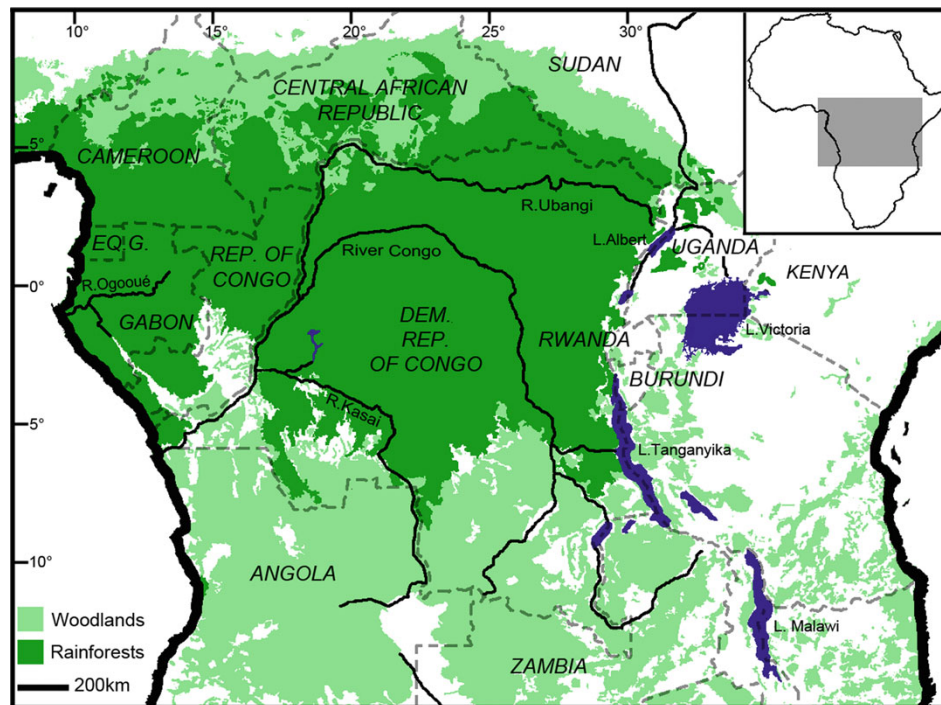 10°
15°
20°
25°
30°
SUDAN
CENTRAL AFRICAN
REPUBLIC
5°
CAMEROON
R.Ubangi
L.Albert
UGANDA
EQ.G.
REP. OF
CONGO
River Congo
KENYA
R.Ogooué
0°
GABON
DEM.
REP.
OF CONGO
RWANDA
L.Victoria
BURUNDI
R.Kasai
5°
L.Tanganyika
10°
ANGOLA
Woodlands
Rainforests
200km
L. Malawi
ZAMBIA